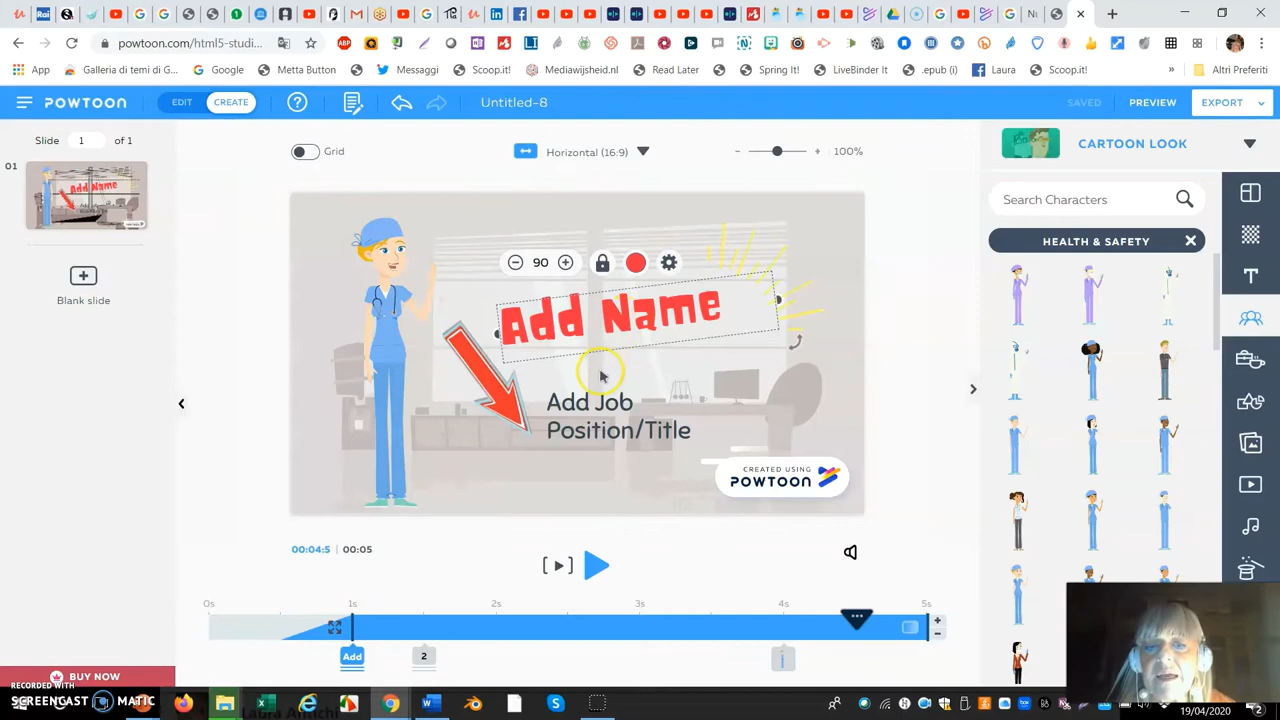 powtoon.com/html5-studi...
App
Galleria di temi di G...
Google
Metta Button
Messaggi
Scoop.it!
Mediawijsheid.nl
Read Later
Spring It!
LiveBinder It
.epub (i)
Laura
Scoop.it!
»
Altri Preferiti
POWTOON
EDIT
CREATE
Untitled-8
SAVED
PREVIEW
EXPORT
Slide 1 of 1
01
Blank slide
Grid
Horizontal (16:9)
- + 100%
CARTOON LOOK
Search Characters
HEALTH & SAFETY
90
Add Name
Add Job
Position/Title
CREATED USING
POWTOON
00:04:5 | 00:05
0s 1s 2s 3s 4s 5s
Add
2
BUY NOW
RECORDED WITH
SCREENCAST MATIC
19/04/2020